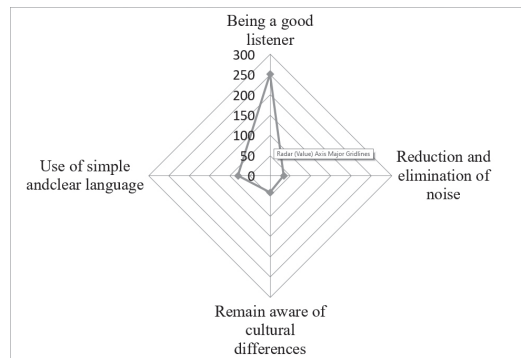 Being a good
listener
300
250
200
150
100
50
0
Radar (Value) Axis Major Gridlines
Reduction and
elimination of
noise
Use of simple
andclear language
Remain aware of
cultural
differences